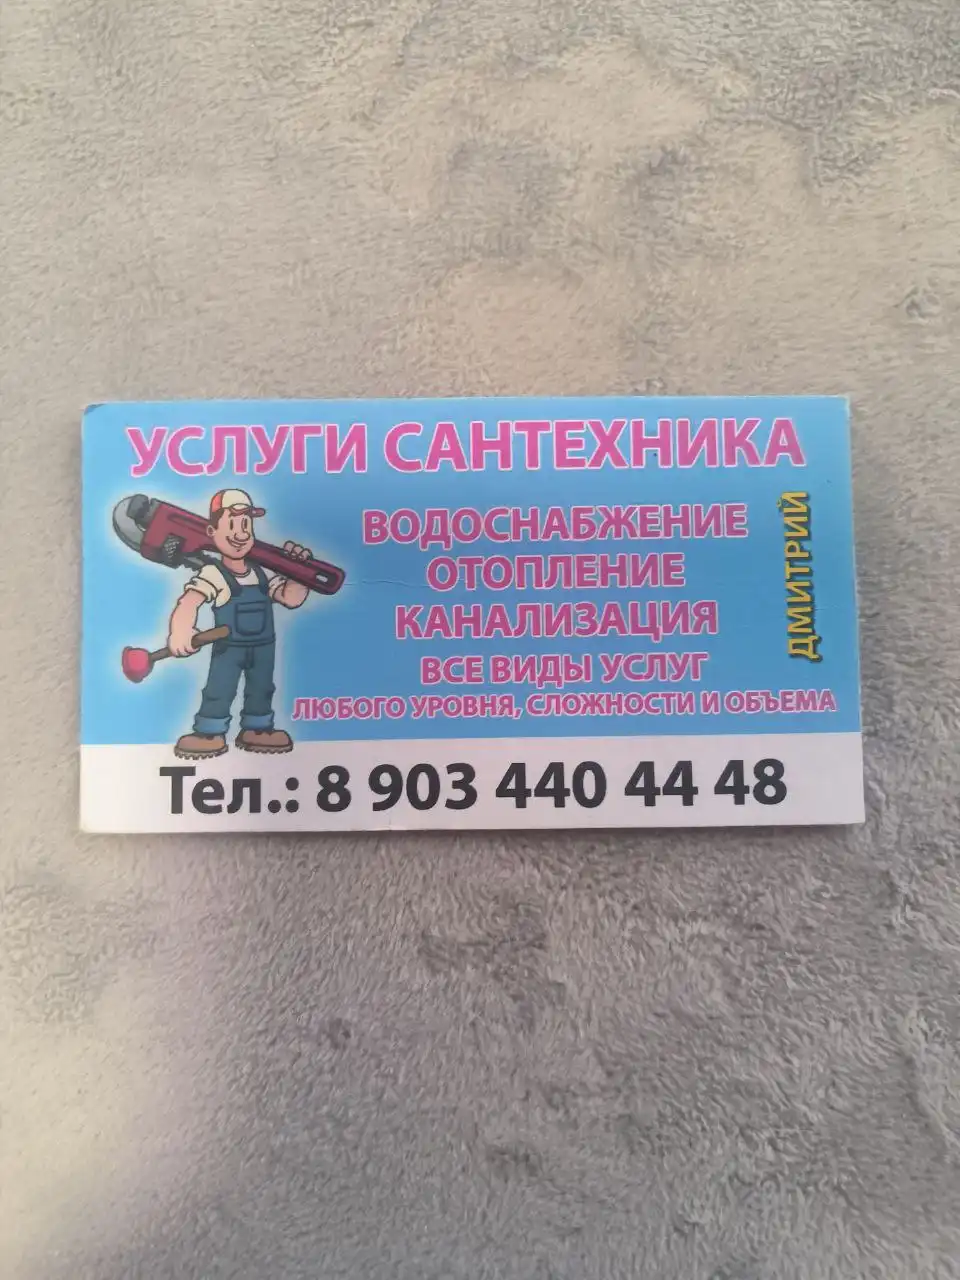 УСЛУГИ САНТЕХНИКА
ВОДОСНАБЖЕНИЕ
ОТОПЛЕНИЕ
КАНАЛИЗАЦИЯ
ВСЕ ВИДЫ УСЛУГ
ЛЮБОГО УРОВНЯ, СЛОЖНОСТИ И ОБЪЕМА
ДМИТРИЙ
Тел.: 8 903 440 44 48